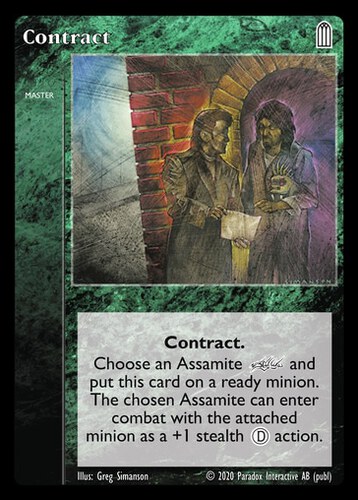 Contract
MASTER
SIMANSON
Contract.
Choose an Assamite and
put this card on a ready minion.
The chosen Assamite can enter
combat with the attached
minion as a +1 stealth Ⓓ action.
Illus: Greg Simanson © 2020 Paradox Interactive AB (publ)